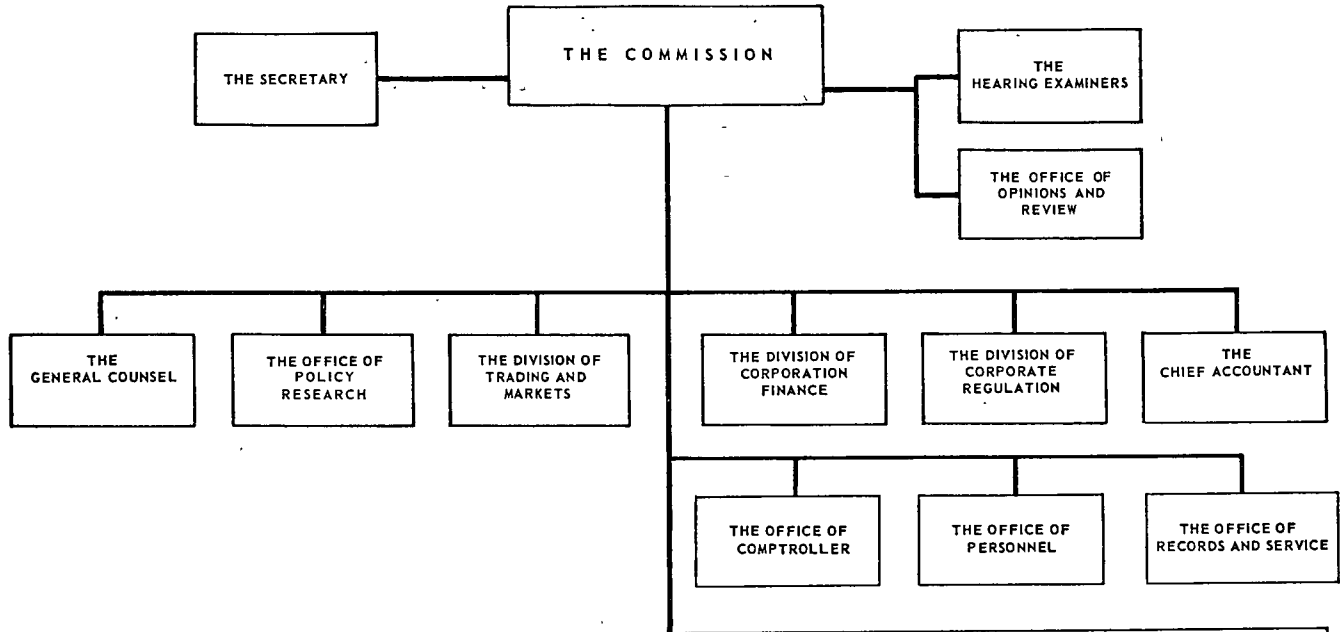 THE COMMISSION
THE SECRETARY
THE
HEARING EXAMINERS
THE OFFICE OF
OPINIONS AND
REVIEW
THE
GENERAL COUNSEL
THE OFFICE OF
POLICY
RESEARCH
THE DIVISION OF
TRADING AND
MARKETS
THE DIVISION OF
CORPORATION
FINANCE
THE DIVISION OF
CORPORATE
REGULATION
THE
CHIEF ACCOUNTANT
THE OFFICE OF
COMPTROLLER
THE OFFICE OF
PERSONNEL
THE OFFICE OF
RECORDS AND SERVICE